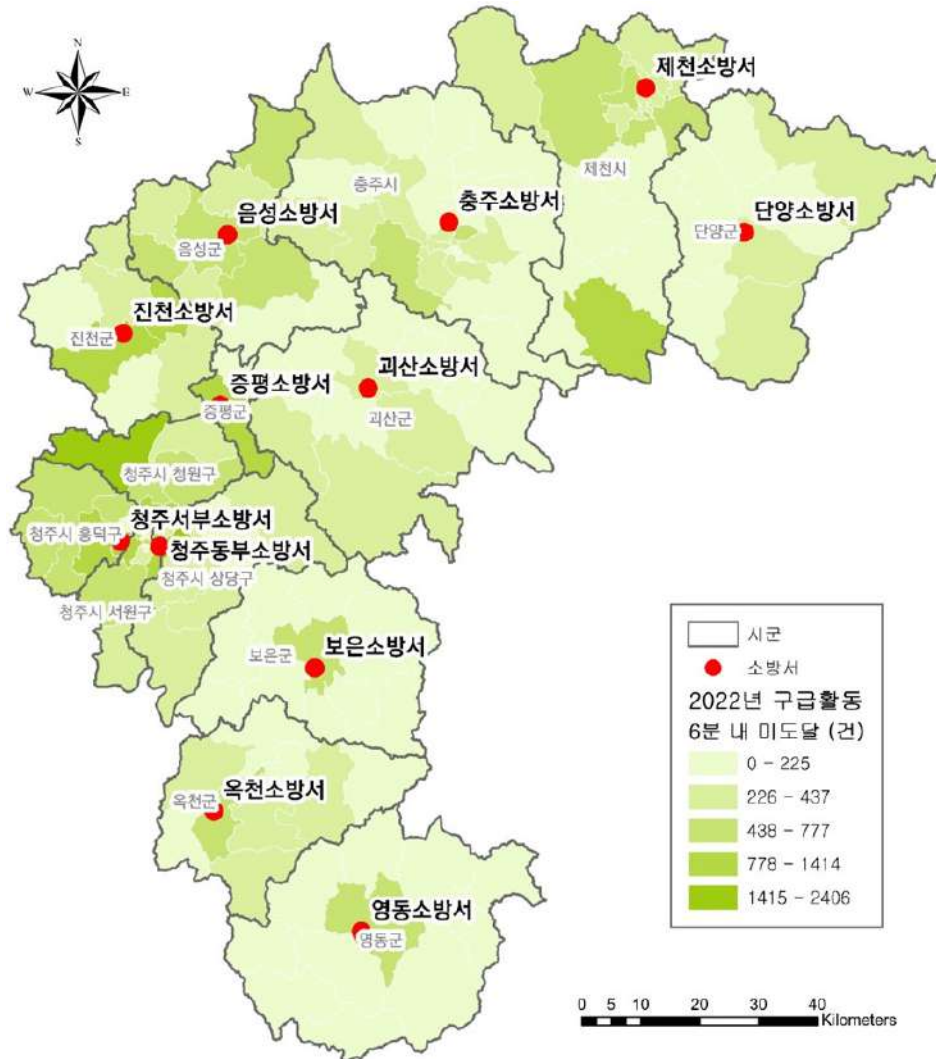 N
W
E
S
제천소방서
제천시
충주시
충주소방서
음성소방서
음성군
단양소방서
단양군
진천소방서
진천군
괴산소방서
괴산군
증평소방서
증평군
청주시 청원구
청주서부소방서
청주시 흥덕구
청주동부소방서
청주시 상당구
청주시 서원구
보은소방서
보은군
옥천소방서
옥천군
영동소방서
영동군
시군
소방서
2022년 구급활동
6분 내 미도달 (건)
0 - 225
226 - 437
438 - 777
778 - 1414
1415 - 2406
0 5 10 20 30 40
Kilometers